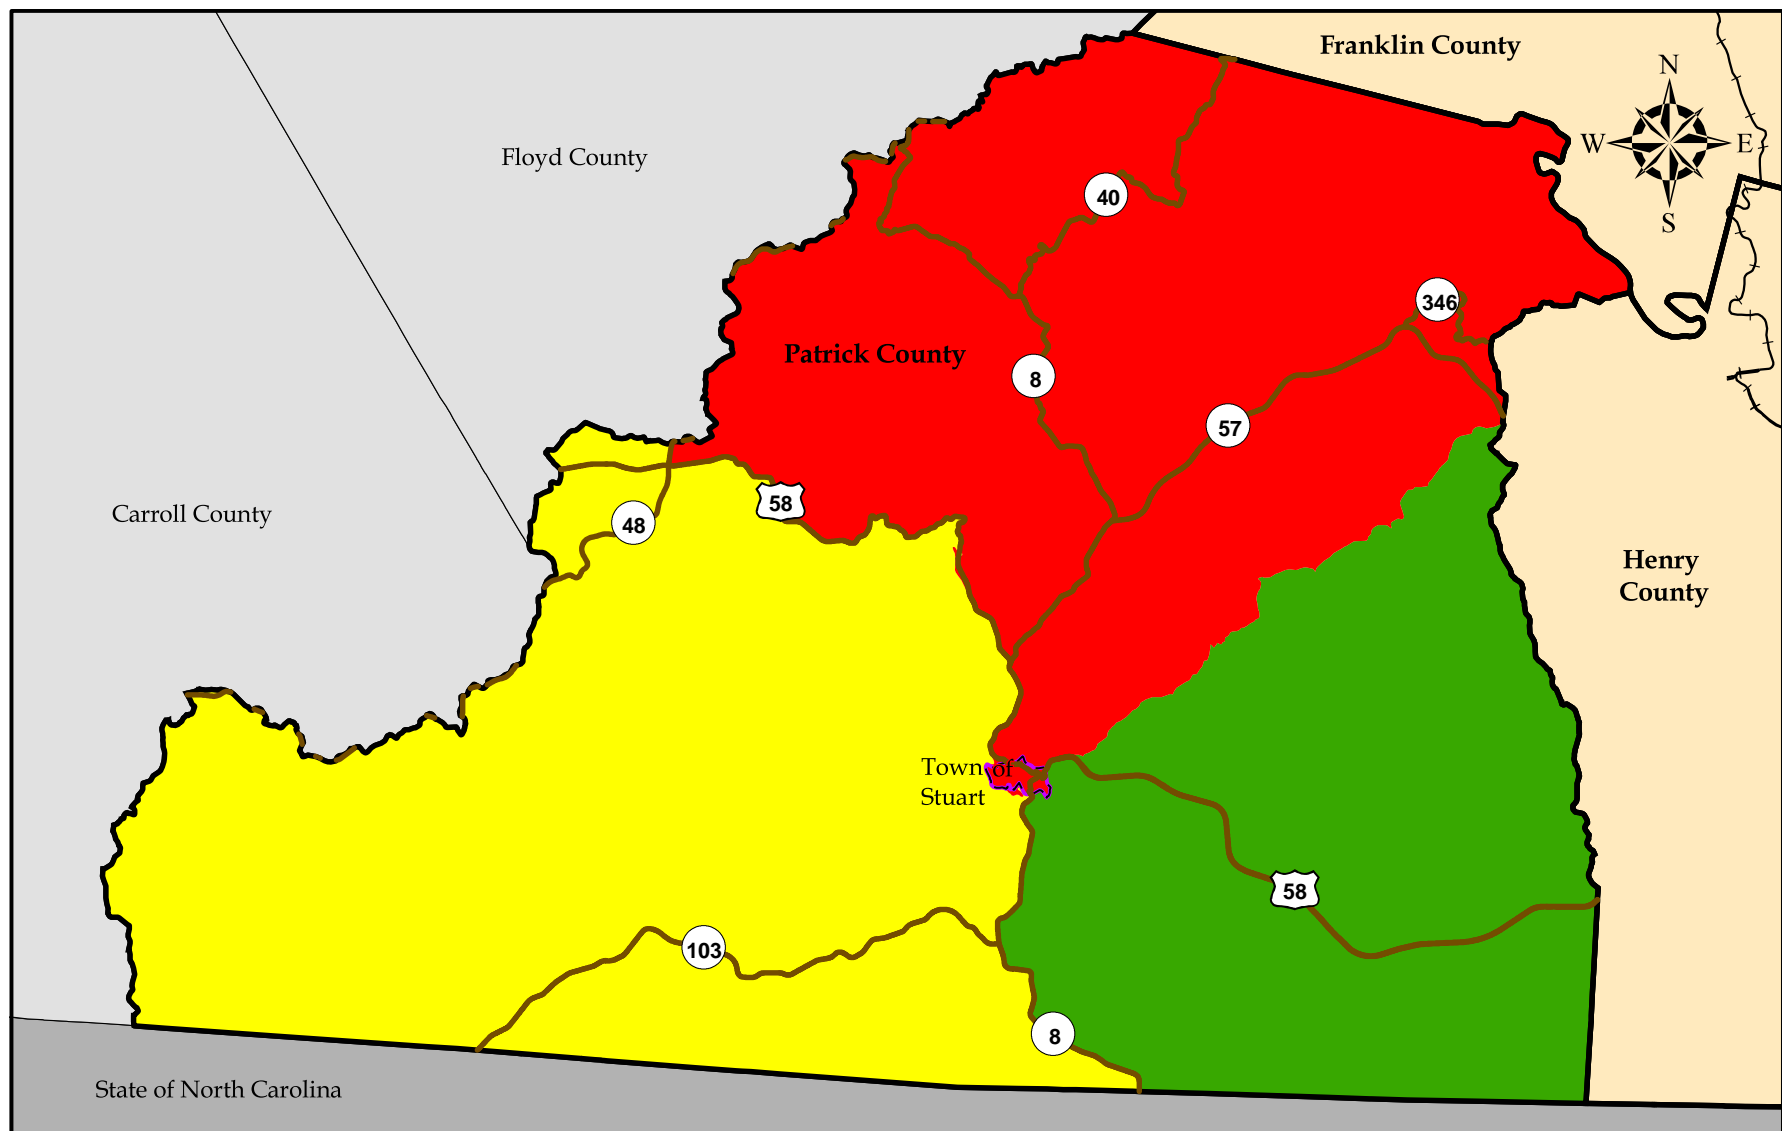 Franklin County
N
W
E
S
Floyd County
40
346
Patrick County
8
57
58
48
Carroll County
Henry
County
Town of
Stuart
58
103
8
State of North Carolina